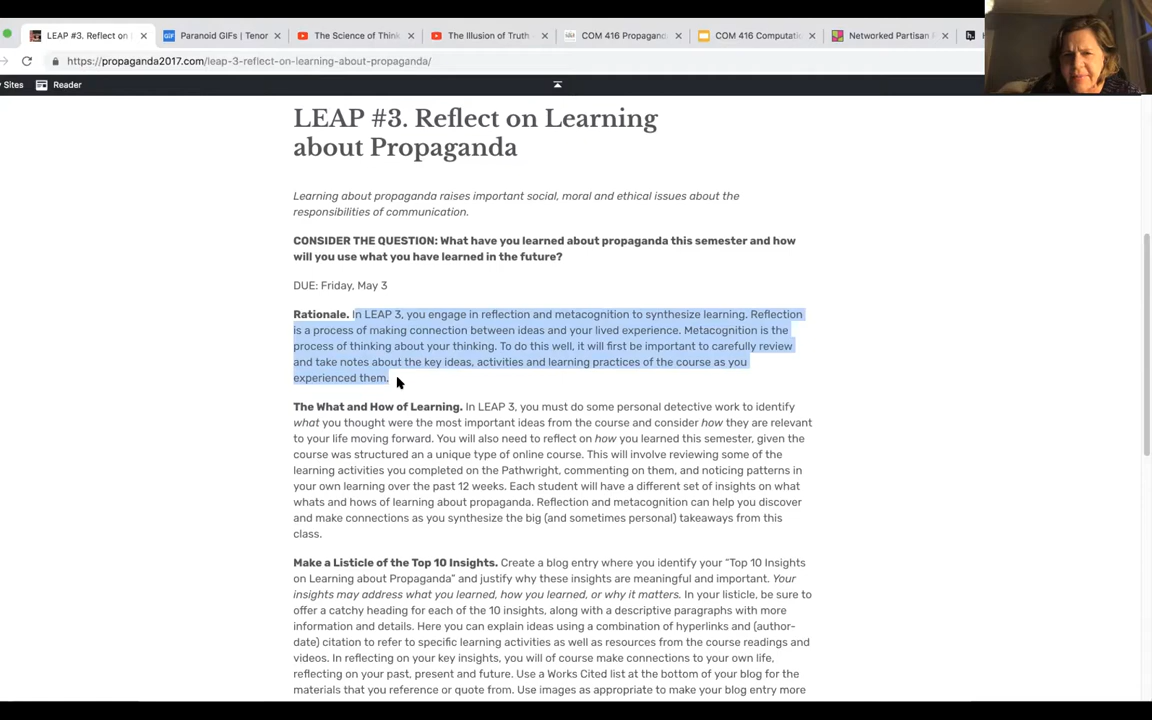 LEAP #3. Reflect on
Paranoid GIFs | Tenor
The Science of Think
The Illusion of Truth -
COM 416 Propagand
COM 416 Computati
Networked Partisan
https://propaganda2017.com/leap-3-reflect-on-learning-about-propaganda/
Sites
Reader
LEAP #3. Reflect on Learning
about Propaganda
Learning about propaganda raises important social, moral and ethical issues about the
responsibilities of communication.
CONSIDER THE QUESTION: What have you learned about propaganda this semester and how
will you use what you have learned in the future?
DUE: Friday, May 3
Rationale. In LEAP 3, you engage in reflection and metacognition to synthesize learning. Reflection
is a process of making connection between ideas and your lived experience. Metacognition is the
process of thinking about your thinking. To do this well, it will first be important to carefully review
and take notes about the key ideas, activities and learning practices of the course as you
experienced them.
The What and How of Learning. In LEAP 3, you must do some personal detective work to identify
what you thought were the most important ideas from the course and consider how they are relevant
to your life moving forward. You will also need to reflect on how you learned this semester, given the
course was structured an a unique type of online course. This will involve reviewing some of the
learning activities you completed on the Pathwright, commenting on them, and noticing patterns in
your own learning over the past 12 weeks. Each student will have a different set of insights on what
whats and hows of learning about propaganda. Reflection and metacognition can help you discover
and make connections as you synthesize the big (and sometimes personal) takeaways from this
class.
Make a Listicle of the Top 10 Insights. Create a blog entry where you identify your “Top 10 Insights
on Learning about Propaganda” and justify why these insights are meaningful and important. Your
insights may address what you learned, how you learned, or why it matters. In your listicle, be sure to
offer a catchy heading for each of the 10 insights, along with a descriptive paragraphs with more
information and details. Here you can explain ideas using a combination of hyperlinks and (author-
date) citation to refer to specific learning activities as well as resources from the course readings and
videos. In reflecting on your key insights, you will of course make connections to your own life,
reflecting on your past, present and future. Use a Works Cited list at the bottom of your blog for the
materials that you reference or quote from. Use images as appropriate to make your blog entry more